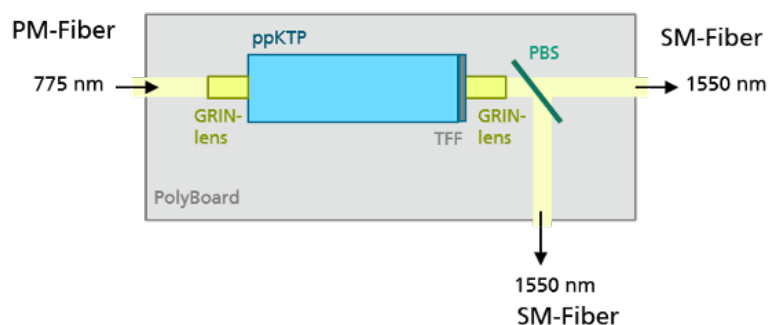 PM-Fiber
ppKTP
SM-Fiber
PBS
775 nm
1550 nm
GRIN-
lens
TFF
GRIN-
lens
PolyBoard
1550 nm
SM-Fiber